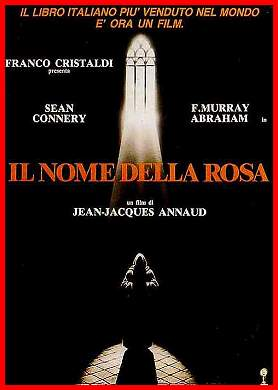 IL LIBRO ITALIANO PIU' VENDUTO NEL MONDO
E' ORA UN FILM.
FRANCO CRISTALDI
presenta
SEAN
CONNERY
F. MURRAY
ABRAHAM in
IL NOME DELLA ROSA
un film di
JEAN-JACQUES ANNAUD